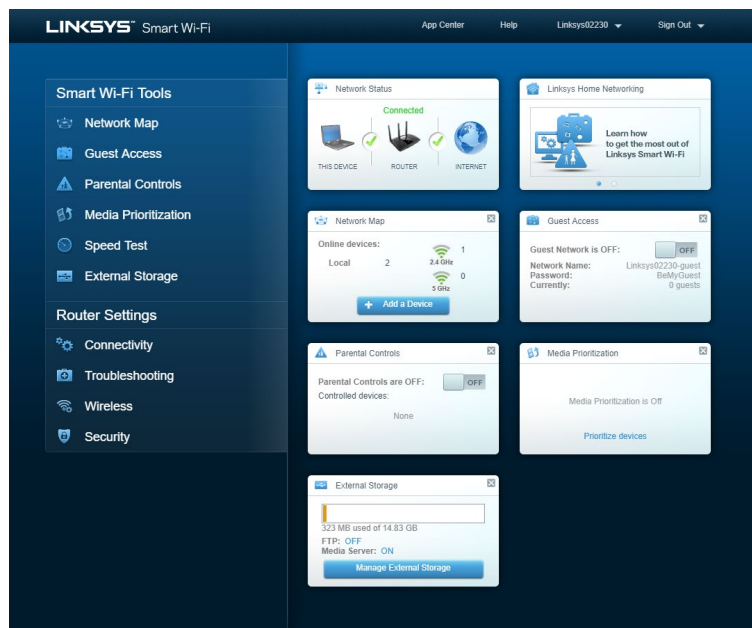 LINKSYS™ Smart Wi-Fi
App Center Help Linksys02230 Sign Out
Smart Wi-Fi Tools
Network Map
Guest Access
Parental Controls
Media Prioritization
Speed Test
External Storage
Router Settings
Connectivity
Troubleshooting
Wireless
Security
Network Status
Connected
THIS DEVICE ROUTER INTERNET
Linksys Home Networking
Learn how
to get the most out of
Linksys Smart Wi-Fi
Network Map
Online devices:
Local 2
1
2.4 GHz
0
5 GHz
Add a Device
Guest Access
Guest Network is OFF: OFF
Network Name: Linksys02230-guest
Password: BeMyGuest
Currently: 0 guests
Parental Controls
Parental Controls are OFF: OFF
Controlled devices:
None
Media Prioritization
Media Prioritization is Off
Prioritize devices
External Storage
323 MB used of 14.83 GB
FTP: OFF
Media Server: ON
Manage External Storage